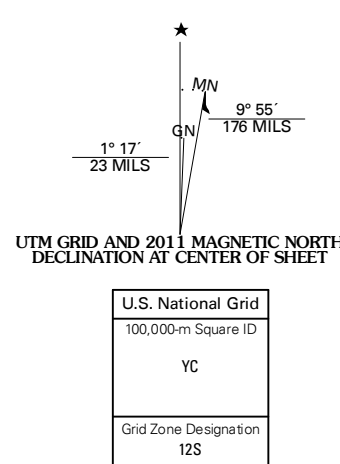 ★
MN
GN
9° 55´
176 MILS
1° 17´
23 MILS
UTM GRID AND 2011 MAGNETIC NORTH
DECLINATION AT CENTER OF SHEET
U.S. National Grid
100,000-m Square ID
YC
Grid Zone Designation
12S